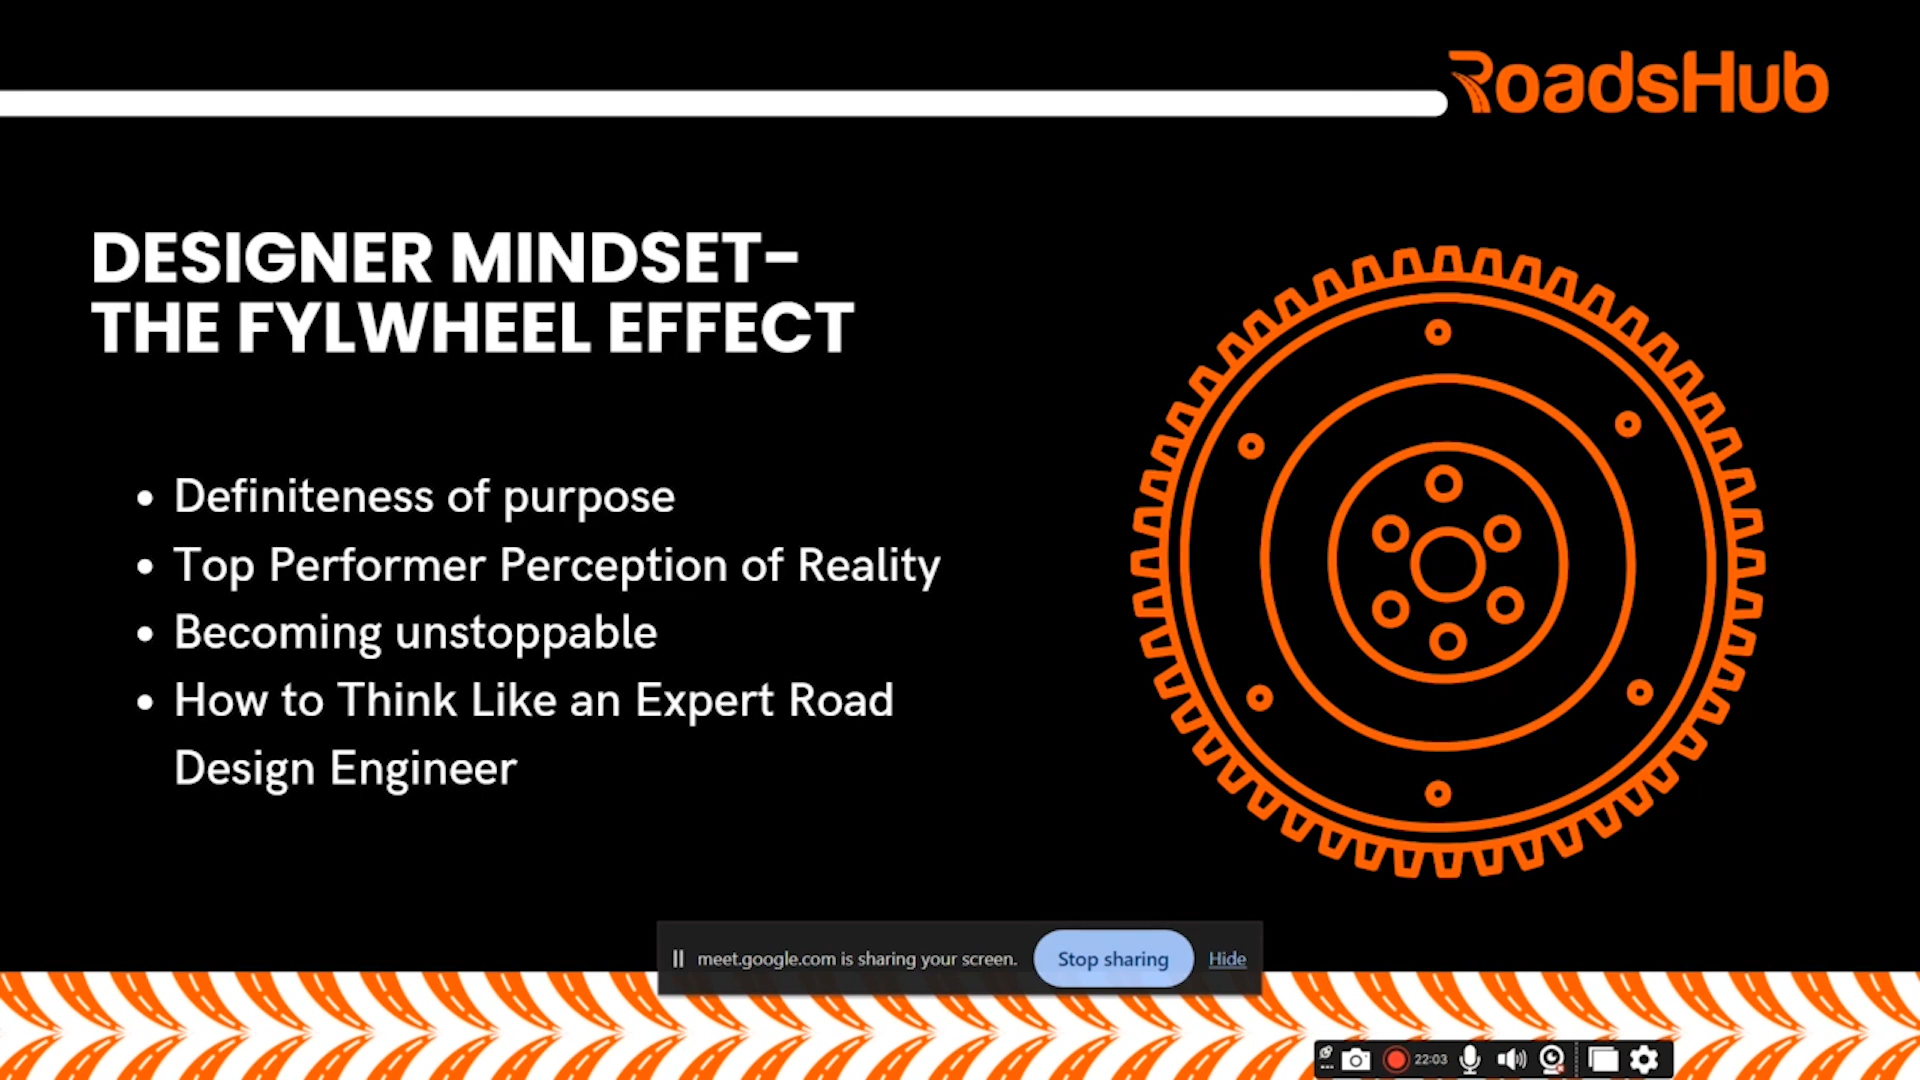 RoadsHub
DESIGNER MINDSET-
THE FYLWHEEL EFFECT
• Definiteness of purpose
• Top Performer Perception of Reality
• Becoming unstoppable
• How to Think Like an Expert Road
Design Engineer
meet.google.com is sharing your screen. Stop sharing Hide
22:03